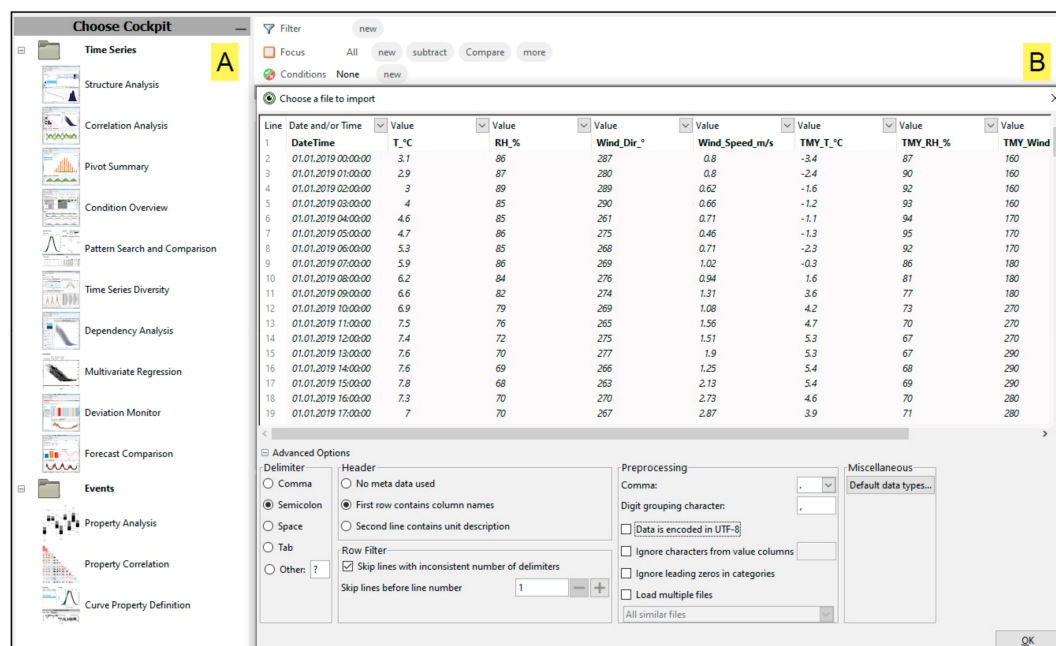 Choose Cockpit
Time Series
A
Structure Analysis
Correlation Analysis
Pivot Summary
Condition Overview
Pattern Search and Comparison
Time Series Diversity
Dependency Analysis
Multivariate Regression
Deviation Monitor
Forecast Comparison
Events
Property Analysis
Property Correlation
Curve Property Definition
Filter new
Focus All new subtract Compare more
Conditions None new
B
Choose a file to import
Line Date and/or Time Value Value Value Value Value Value Value
1 DateTime T_°C RH_% Wind_Dir_° Wind_Speed_m/s TMY_T_°C TMY_RH_% TMY_Wind
2 01.01.2019 00:00:00 3.1 86 287 0.8 -3.4 87 160
3 01.01.2019 01:00:00 2.9 87 280 0.8 -2.4 90 160
4 01.01.2019 02:00:00 3 89 289 0.62 -1.6 92 160
5 01.01.2019 03:00:00 4 85 290 0.66 -1.2 93 160
6 01.01.2019 04:00:00 4.6 85 261 0.71 -1.1 94 170
7 01.01.2019 05:00:00 4.7 86 275 0.46 -1.3 95 170
8 01.01.2019 06:00:00 5.3 85 268 0.71 -2.3 92 170
9 01.01.2019 07:00:00 5.9 86 269 1.02 -0.3 86 180
10 01.01.2019 08:00:00 6.2 84 276 0.94 1.6 81 180
11 01.01.2019 09:00:00 6.6 82 274 1.31 3.6 77 180
12 01.01.2019 10:00:00 6.9 79 269 1.08 4.2 73 270
13 01.01.2019 11:00:00 7.5 76 265 1.56 4.7 70 270
14 01.01.2019 12:00:00 7.4 72 275 1.51 5.3 67 270
15 01.01.2019 13:00:00 7.6 70 277 1.9 5.3 67 290
16 01.01.2019 14:00:00 7.6 69 266 1.25 5.4 68 290
17 01.01.2019 15:00:00 7.8 68 263 2.13 5.4 69 290
18 01.01.2019 16:00:00 7.3 70 270 2.73 4.6 70 280
19 01.01.2019 17:00:00 7 70 267 2.87 3.9 71 280
Advanced Options
Delimiter
Comma
Semicolon
Space
Tab
Other: ?
Header
No meta data used
First row contains column names
Second line contains unit description
Row Filter
Skip lines with inconsistent number of delimiters
Skip lines before line number 1
Preprocessing
Comma: .
Digit grouping character: ,
Data is encoded in UTF-8
Ignore characters from value columns
Ignore leading zeros in categories
Load multiple files
All similar files
Miscellaneous
Default data types...
OK